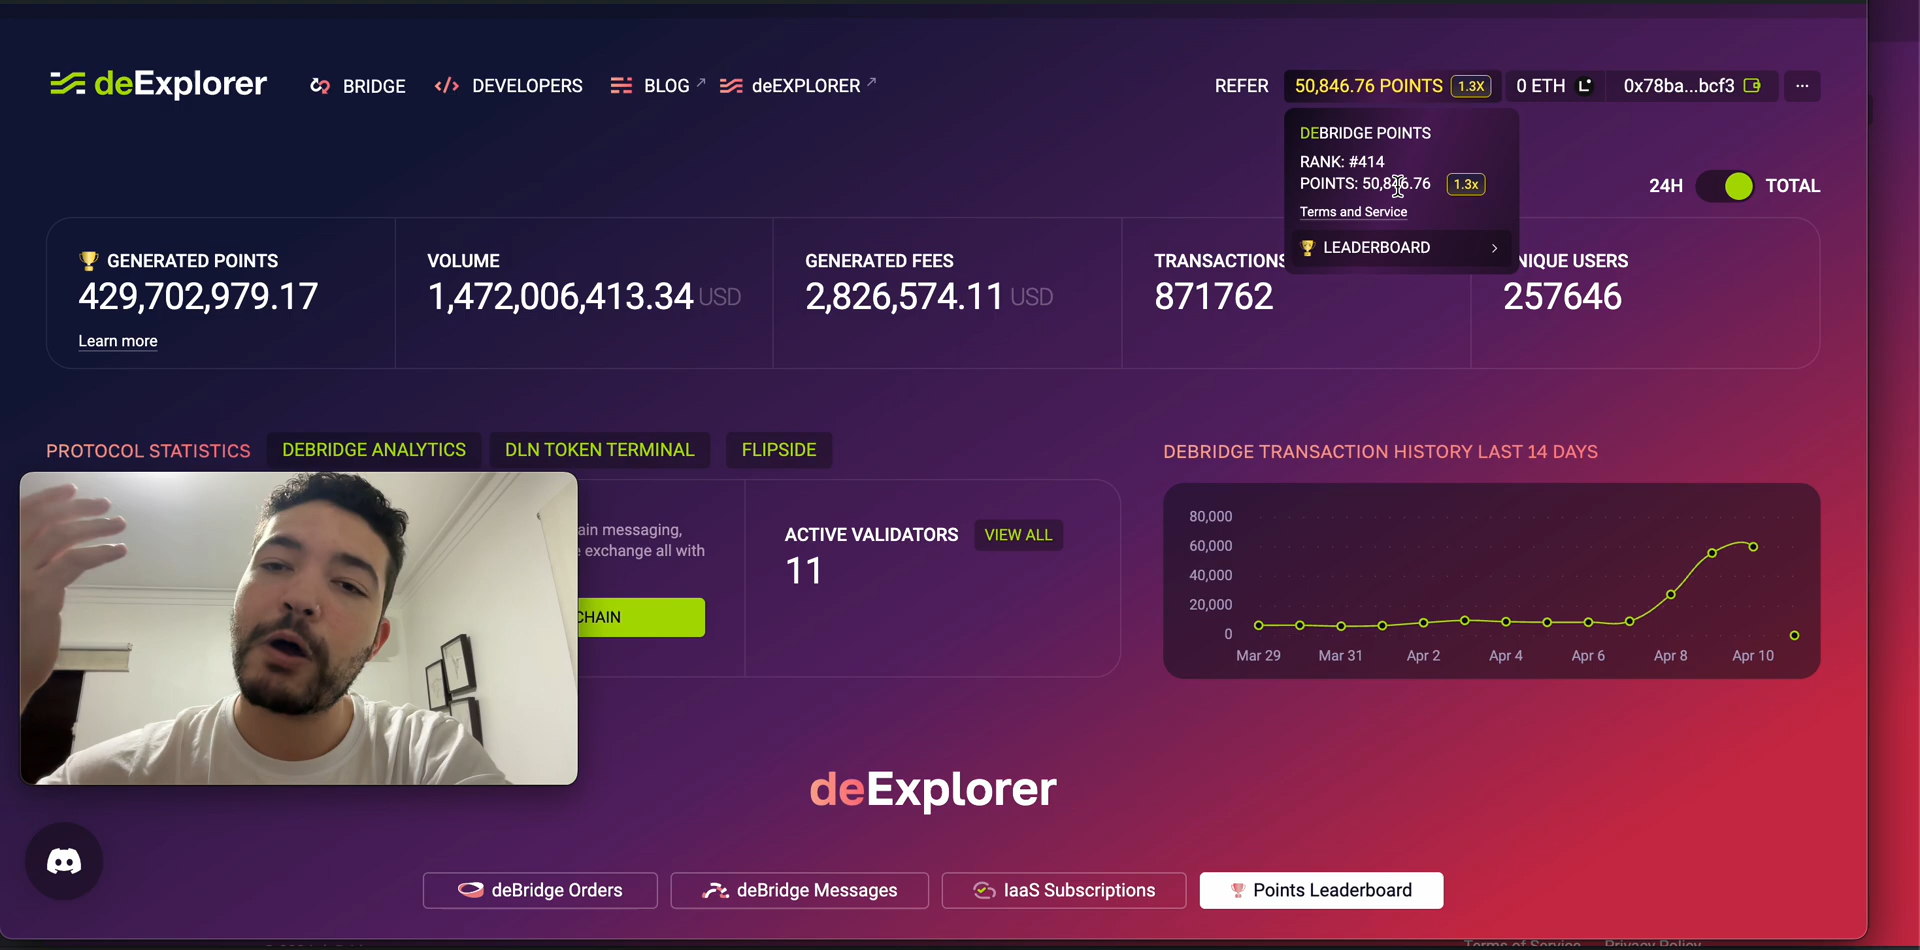 deExplorer BRIDGE </> DEVELOPERS BLOG ↗ deEXPLORER ↗ REFER 50,846.76 POINTS 1.3X 0 ETH 0x78ba...bcf3 ...
DEBRIDGE POINTS
RANK: #414
POINTS: 50,846.76 1.3x
Terms and Service
LEADERBOARD >
24H TOTAL
GENERATED POINTS
429,702,979.17
Learn more
VOLUME
1,472,006,413.34 USD
GENERATED FEES
2,826,574.11 USD
TRANSACTIONS
871762
NIQUE USERS
257646
PROTOCOL STATISTICS DEBRIDGE ANALYTICS DLN TOKEN TERMINAL FLIPSIDE
ain messaging,
exchange all with
CHAIN
ACTIVE VALIDATORS VIEW ALL
11
DEBRIDGE TRANSACTION HISTORY LAST 14 DAYS
80,000
60,000
40,000
20,000
0
Mar 29 Mar 31 Apr 2 Apr 4 Apr 6 Apr 8 Apr 10
deExplorer
deBridge Orders deBridge Messages IaaS Subscriptions Points Leaderboard
Terms of Service Privacy Policy